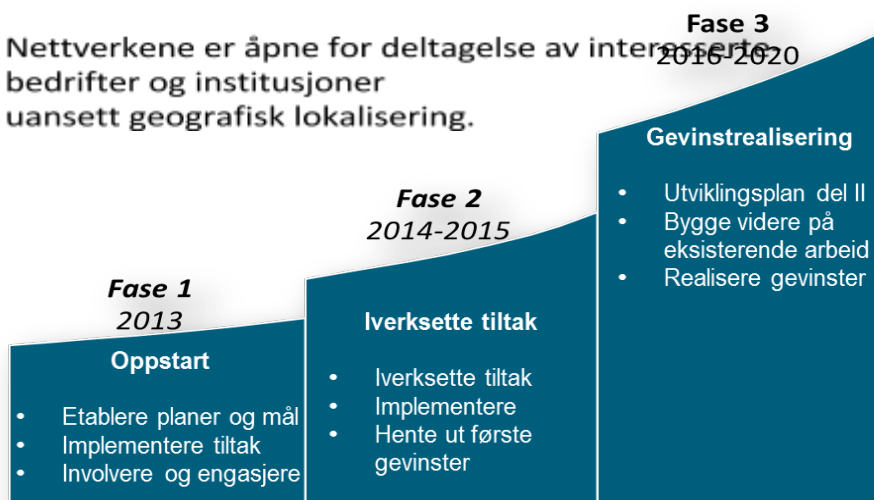 Nettverkene er åpne for deltagelse av interesserte
bedrifter og institusjoner
uansett geografisk lokalisering.
Fase 1
2013
Oppstart
• Etablere planer og mål
• Implementere tiltak
• Involvere og engasjere
Fase 2
2014-2015
Iverksette tiltak
• Iverksette tiltak
• Implementere
• Hente ut første
gevinster
Fase 3
2016-2020
Gevinstrealisering
• Utviklingsplan del II
• Bygge videre på
eksisterende arbeid
• Realisere gevinster